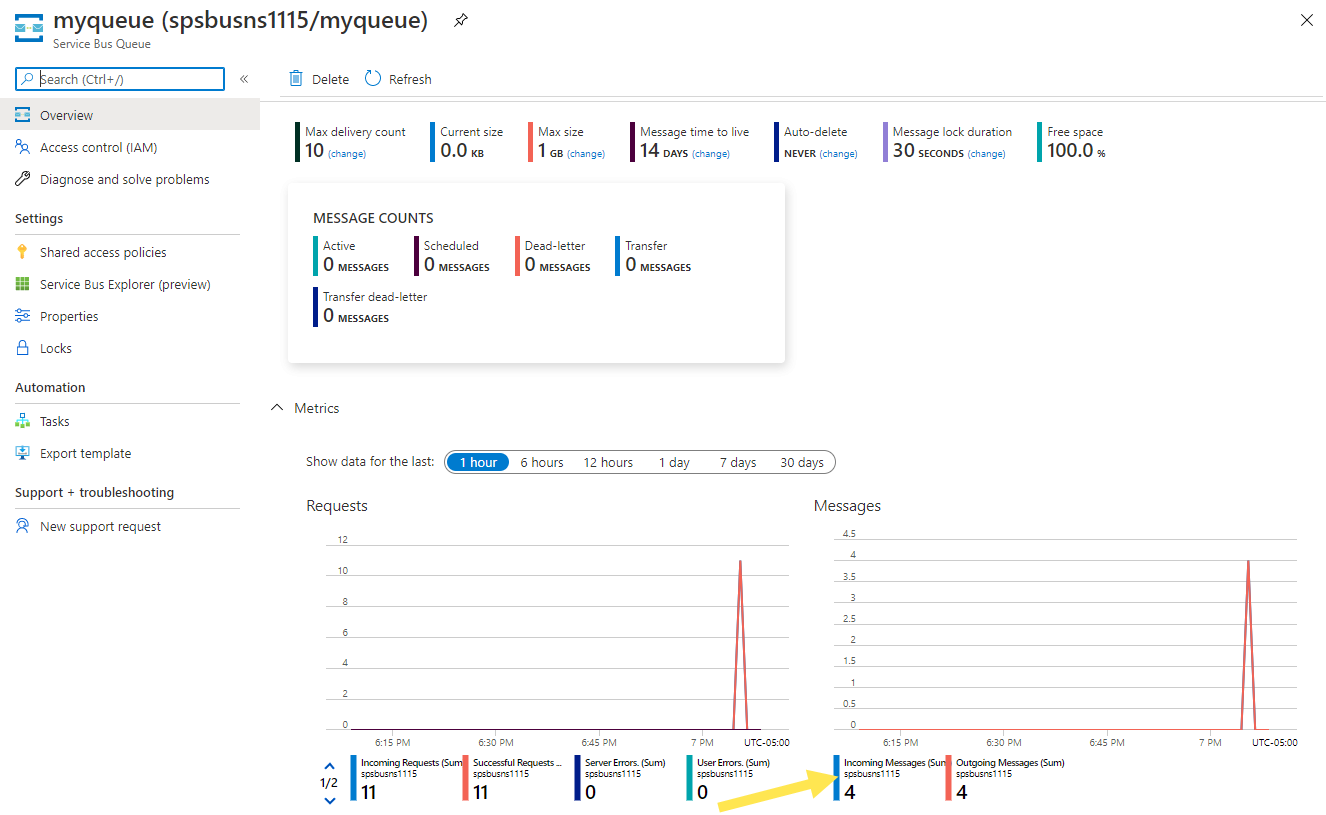 myqueue (spsbusns1115/myqueue)
Service Bus Queue
Search (Ctrl+/)
«
Delete
Refresh
Overview
Access control (IAM)
Diagnose and solve problems
Settings
Shared access policies
Service Bus Explorer (preview)
Properties
Locks
Automation
Tasks
Export template
Support + troubleshooting
New support request
Max delivery count
10 (change)
Current size
0.0 KB
Max size
1 GB (change)
Message time to live
14 DAYS (change)
Auto-delete
NEVER (change)
Message lock duration
30 SECONDS (change)
Free space
100.0 %
MESSAGE COUNTS
Active
0 MESSAGES
Scheduled
0 MESSAGES
Dead-letter
0 MESSAGES
Transfer
0 MESSAGES
Transfer dead-letter
0 MESSAGES
Metrics
Show data for the last: 1 hour 6 hours 12 hours 1 day 7 days 30 days
Requests
12
10
8
6
4
2
0
6:15 PM 6:30 PM 6:45 PM 7 PM UTC-05:00
1/2
Incoming Requests (Sum)
spsbusns1115
11
Successful Requests ...
spsbusns1115
11
Server Errors. (Sum)
spsbusns1115
0
User Errors. (Sum)
spsbusns1115
0
Messages
4.5
4
3.5
3
2.5
2
1.5
1
0.5
0
6:15 PM 6:30 PM 6:45 PM 7 PM UTC-05:00
Incoming Messages (Sum
spsbusns1115
4
Outgoing Messages (Sum)
spsbusns1115
4